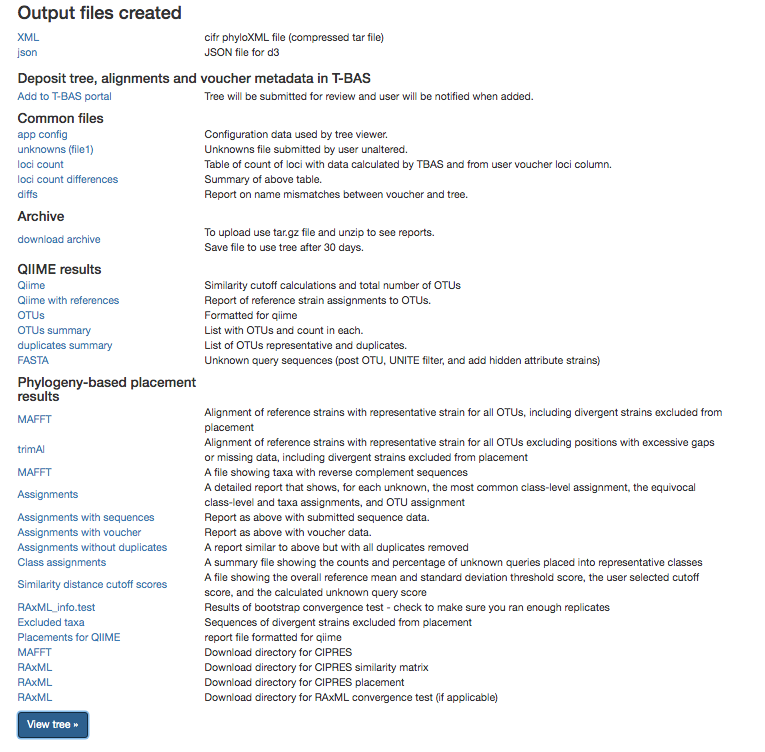 Output files created
XML cifr phyloXML file (compressed tar file)
json JSON file for d3
Deposit tree, alignments and voucher metadata in T-BAS
Add to T-BAS portal Tree will be submitted for review and user will be notified when added.
Common files
app config Configuration data used by tree viewer.
unknowns (file1) Unknowns file submitted by user unaltered.
loci count Table of count of loci with data calculated by TBAS and from user voucher loci column.
loci count differences Summary of above table.
diffs Report on name mismatches between voucher and tree.
Archive
download archive To upload use tar.gz file and unzip to see reports.
Save file to use tree after 30 days.
QIIME results
Qiime Similarity cutoff calculations and total number of OTUs
Qiime with references Report of reference strain assignments to OTUs.
OTUs Formatted for qiime
OTUs summary List with OTUs and count in each.
duplicates summary List of OTUs representative and duplicates.
FASTA Unknown query sequences (post OTU, UNITE filter, and add hidden attribute strains)
Phylogeny-based placement
results
MAFFT Alignment of reference strains with representative strain for all OTUs, including divergent strains excluded from
placement
trimAl Alignment of reference strains with representative strain for all OTUs excluding positions with excessive gaps
or missing data, including divergent strains excluded from placement
MAFFT A file showing taxa with reverse complement sequences
Assignments A detailed report that shows, for each unknown, the most common class-level assignment, the equivocal
class-level and taxa assignments, and OTU assignment
Assignments with sequences Report as above with submitted sequence data.
Assignments with voucher Report as above with voucher data.
Assignments without duplicates A report similar to above but with all duplicates removed
Class assignments A summary file showing the counts and percentage of unknown queries placed into representative classes
Similarity distance cutoff scores A file showing the overall reference mean and standard deviation threshold score, the user selected cutoff
score, and the calculated unknown query score
RAxML_info.test Results of bootstrap convergence test - check to make sure you ran enough replicates
Excluded taxa Sequences of divergent strains excluded from placement
Placements for QIIME report file formatted for qiime
MAFFT Download directory for CIPRES
RAxML Download directory for CIPRES similarity matrix
RAxML Download directory for CIPRES placement
RAxML Download directory for RAxML convergence test (if applicable)
View tree »